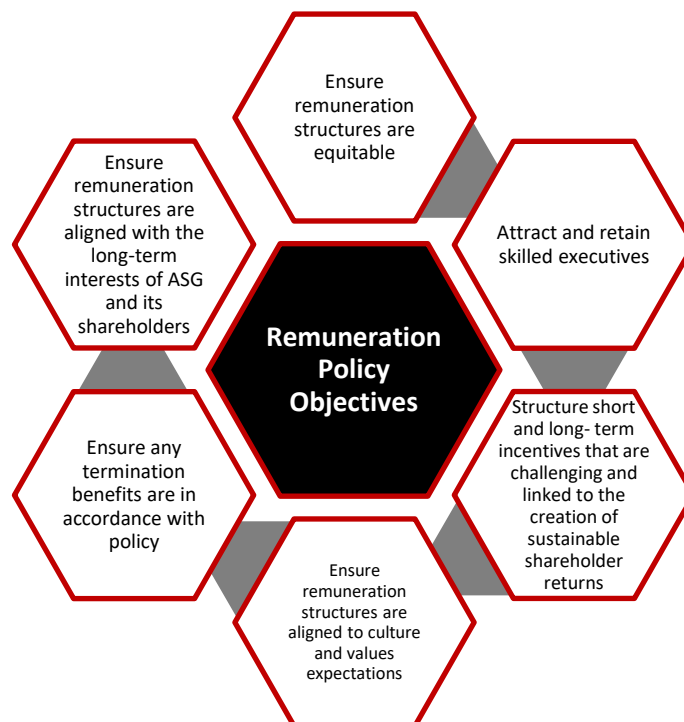 Ensure
remuneration
structures are
equitable
Attract and retain
skilled executives
Structure short
and long- term
incentives that are
challenging and
linked to the
creation of
sustainable
shareholder
returns
Ensure
remuneration
structures are
aligned to culture
and values
expectations
Ensure any
termination
benefits are in
accordance with
policy
Ensure
remuneration
structures are
aligned with the
long-term
interests of ASG
and its
shareholders
Remuneration
Policy
Objectives